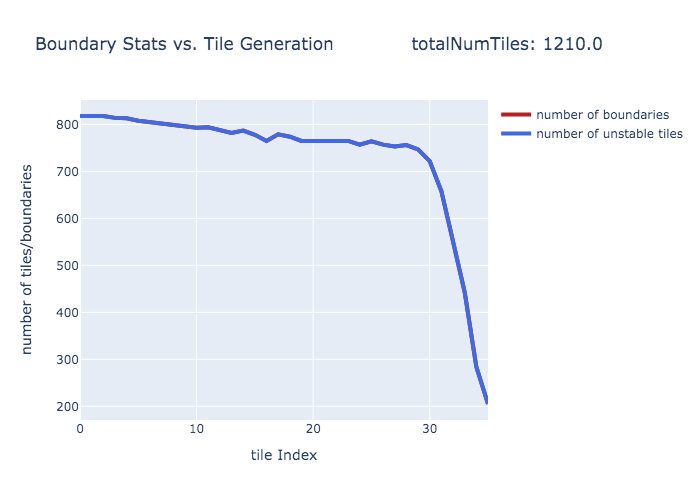 Boundary Stats vs. Tile Generation totalNumTiles: 1210.0
number of boundaries
number of unstable tiles
number of tiles/boundaries
800
700
600
500
400
300
200
0 10 20 30
tile Index